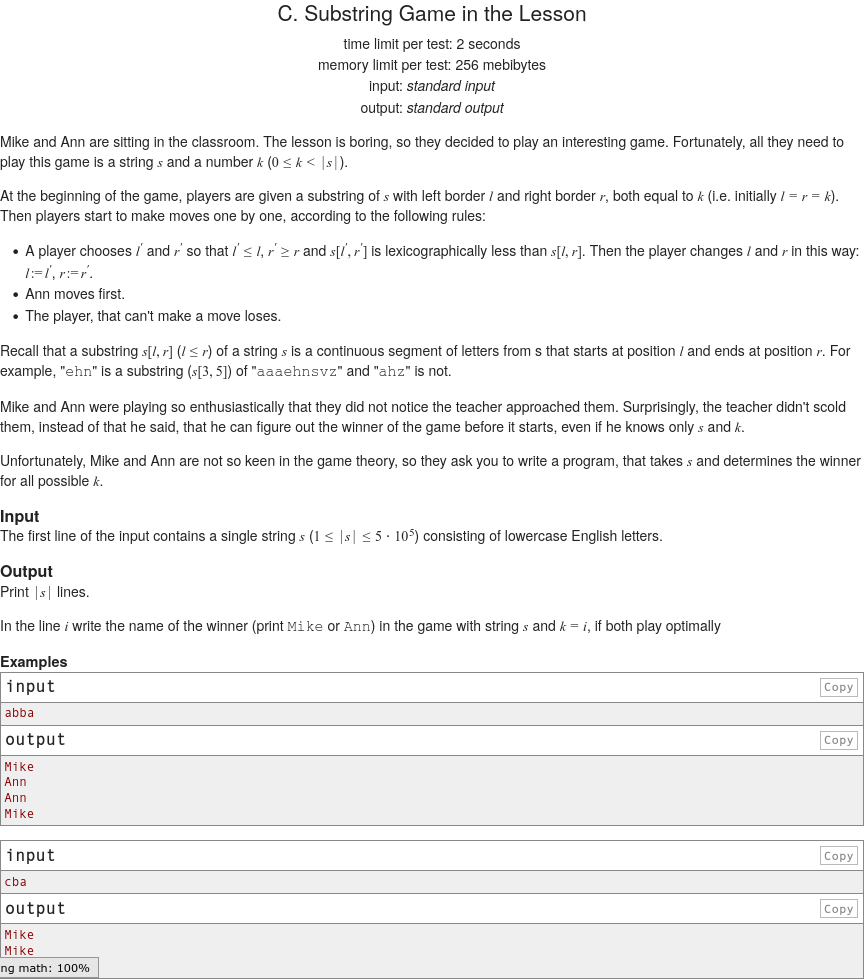 C. Substring Game in the Lesson
time limit per test: 2 seconds
memory limit per test: 256 mebibytes
input: standard input
output: standard output
Mike and Ann are sitting in the classroom. The lesson is boring, so they decided to play an interesting game. Fortunately, all they need to
play this game is a string s and a number k (0 ≤ k < |s|).
At the beginning of the game, players are given a substring of s with left border l and right border r, both equal to k (i.e. initially l = r = k).
Then players start to make moves one by one, according to the following rules:
• A player chooses l′ and r′ so that l′ ≤ l, r′ ≥ r and s[l′, r′] is lexicographically less than s[l, r]. Then the player changes l and r in this way:
l := l′, r := r′.
• Ann moves first.
• The player, that can't make a move loses.
Recall that a substring s[l, r] (l ≤ r) of a string s is a continuous segment of letters from s that starts at position l and ends at position r. For
example, "ehn" is a substring (s[3, 5]) of "aaaehnsvz" and "ahz" is not.
Mike and Ann were playing so enthusiastically that they did not notice the teacher approached them. Surprisingly, the teacher didn't scold
them, instead of that he said, that he can figure out the winner of the game before it starts, even if he knows only s and k.
Unfortunately, Mike and Ann are not so keen in the game theory, so they ask you to write a program, that takes s and determines the winner
for all possible k.
Input
The first line of the input contains a single string s (1 ≤ |s| ≤ 5 · 10⁵) consisting of lowercase English letters.
Output
Print |s| lines.
In the line i write the name of the winner (print Mike or Ann) in the game with string s and k = i, if both play optimally
Examples
input
Copy
abba
output
Copy
Mike
Ann
Ann
Mike
input
Copy
cba
output
Copy
Mike
Mike
ng math: 100%